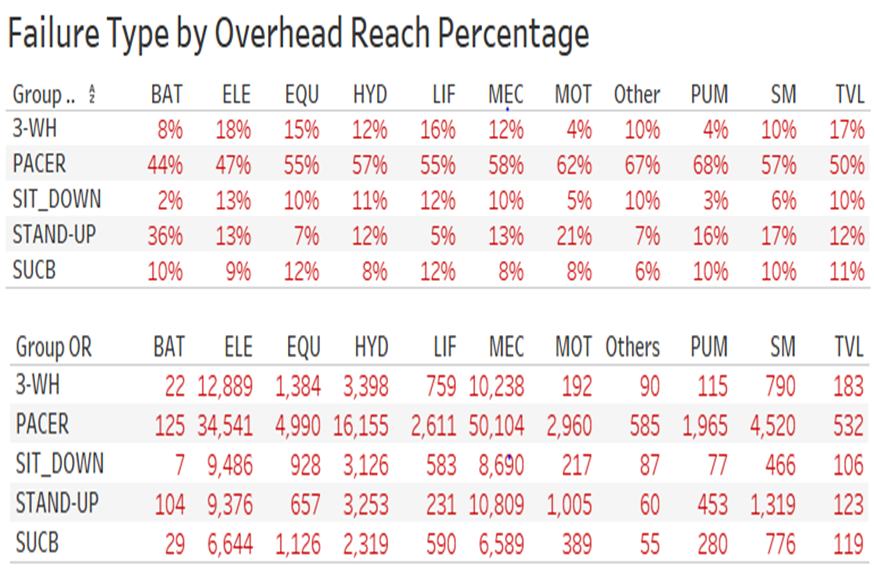 Failure Type by Overhead Reach Percentage
Group .. A Z BAT ELE EQU HYD LIF MEC MOT Other PUM SM TVL
3-WH 8% 18% 15% 12% 16% 12% 4% 10% 4% 10% 17%
PACER 44% 47% 55% 57% 55% 58% 62% 67% 68% 57% 50%
SIT_DOWN 2% 13% 10% 11% 12% 10% 5% 10% 3% 6% 10%
STAND-UP 36% 13% 7% 12% 5% 13% 21% 7% 16% 17% 12%
SUCB 10% 9% 12% 8% 12% 8% 8% 6% 10% 10% 11%
Group OR BAT ELE EQU HYD LIF MEC MOT Others PUM SM TVL
3-WH 22 12,889 1,384 3,398 759 10,238 192 90 115 790 183
PACER 125 34,541 4,990 16,155 2,611 50,104 2,960 585 1,965 4,520 532
SIT_DOWN 7 9,486 928 3,126 583 8,690 217 87 77 466 106
STAND-UP 104 9,376 657 3,253 231 10,809 1,005 60 453 1,319 123
SUCB 29 6,644 1,126 2,319 590 6,589 389 55 280 776 119